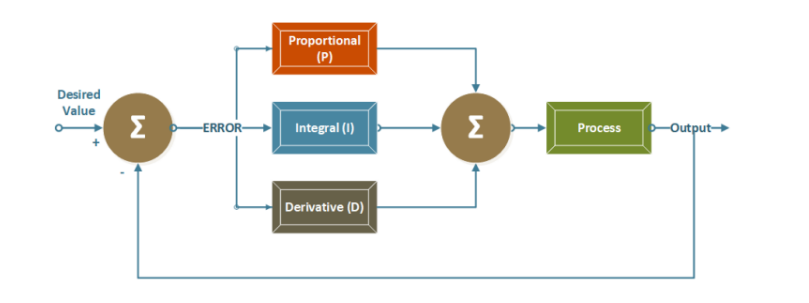 Proportional
(P)
Desired
Value
+
-
Σ
ERROR
Integral (I)
Σ
Process
Output
Derivative (D)